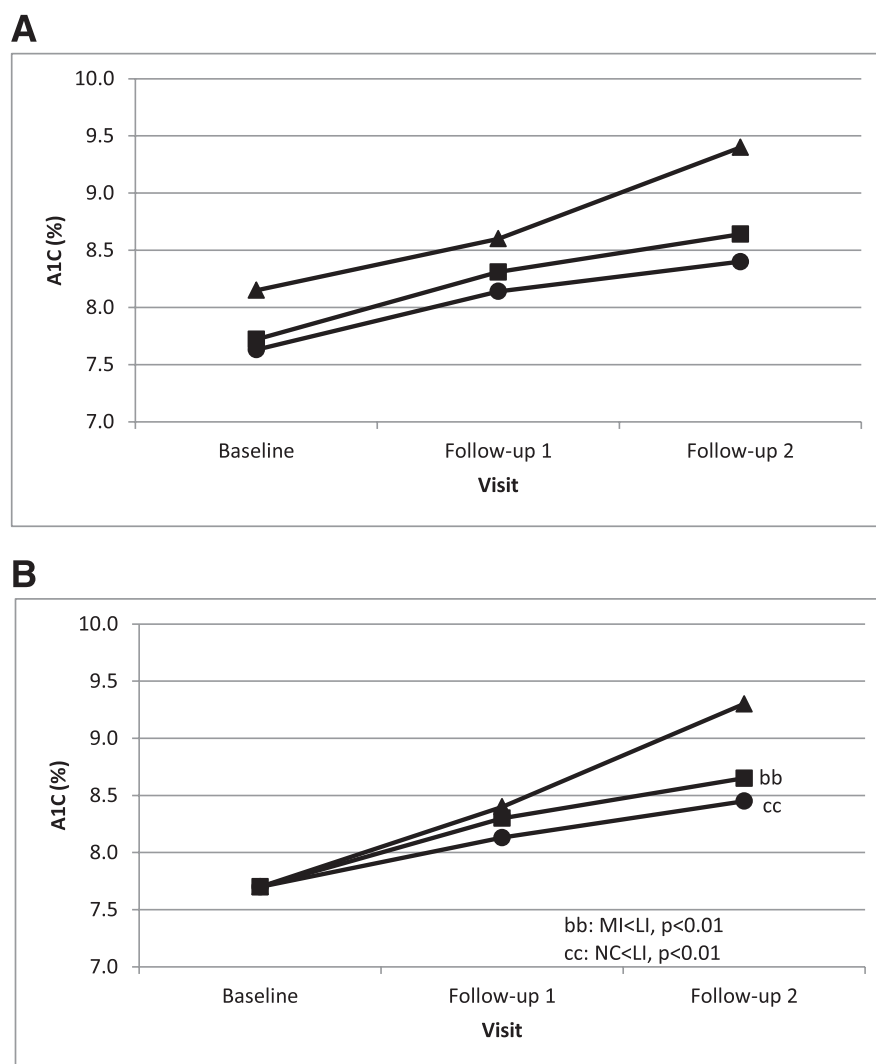 A
10.0
9.5
9.0
8.5
8.0
7.5
7.0
A1C (%)
Baseline Follow-up 1 Follow-up 2
Visit
B
10.0
9.5
9.0
8.5
8.0
7.5
7.0
A1C (%)
bb
cc
bb: MI<LI, p<0.01
cc: NC<LI, p<0.01
Baseline Follow-up 1 Follow-up 2
Visit